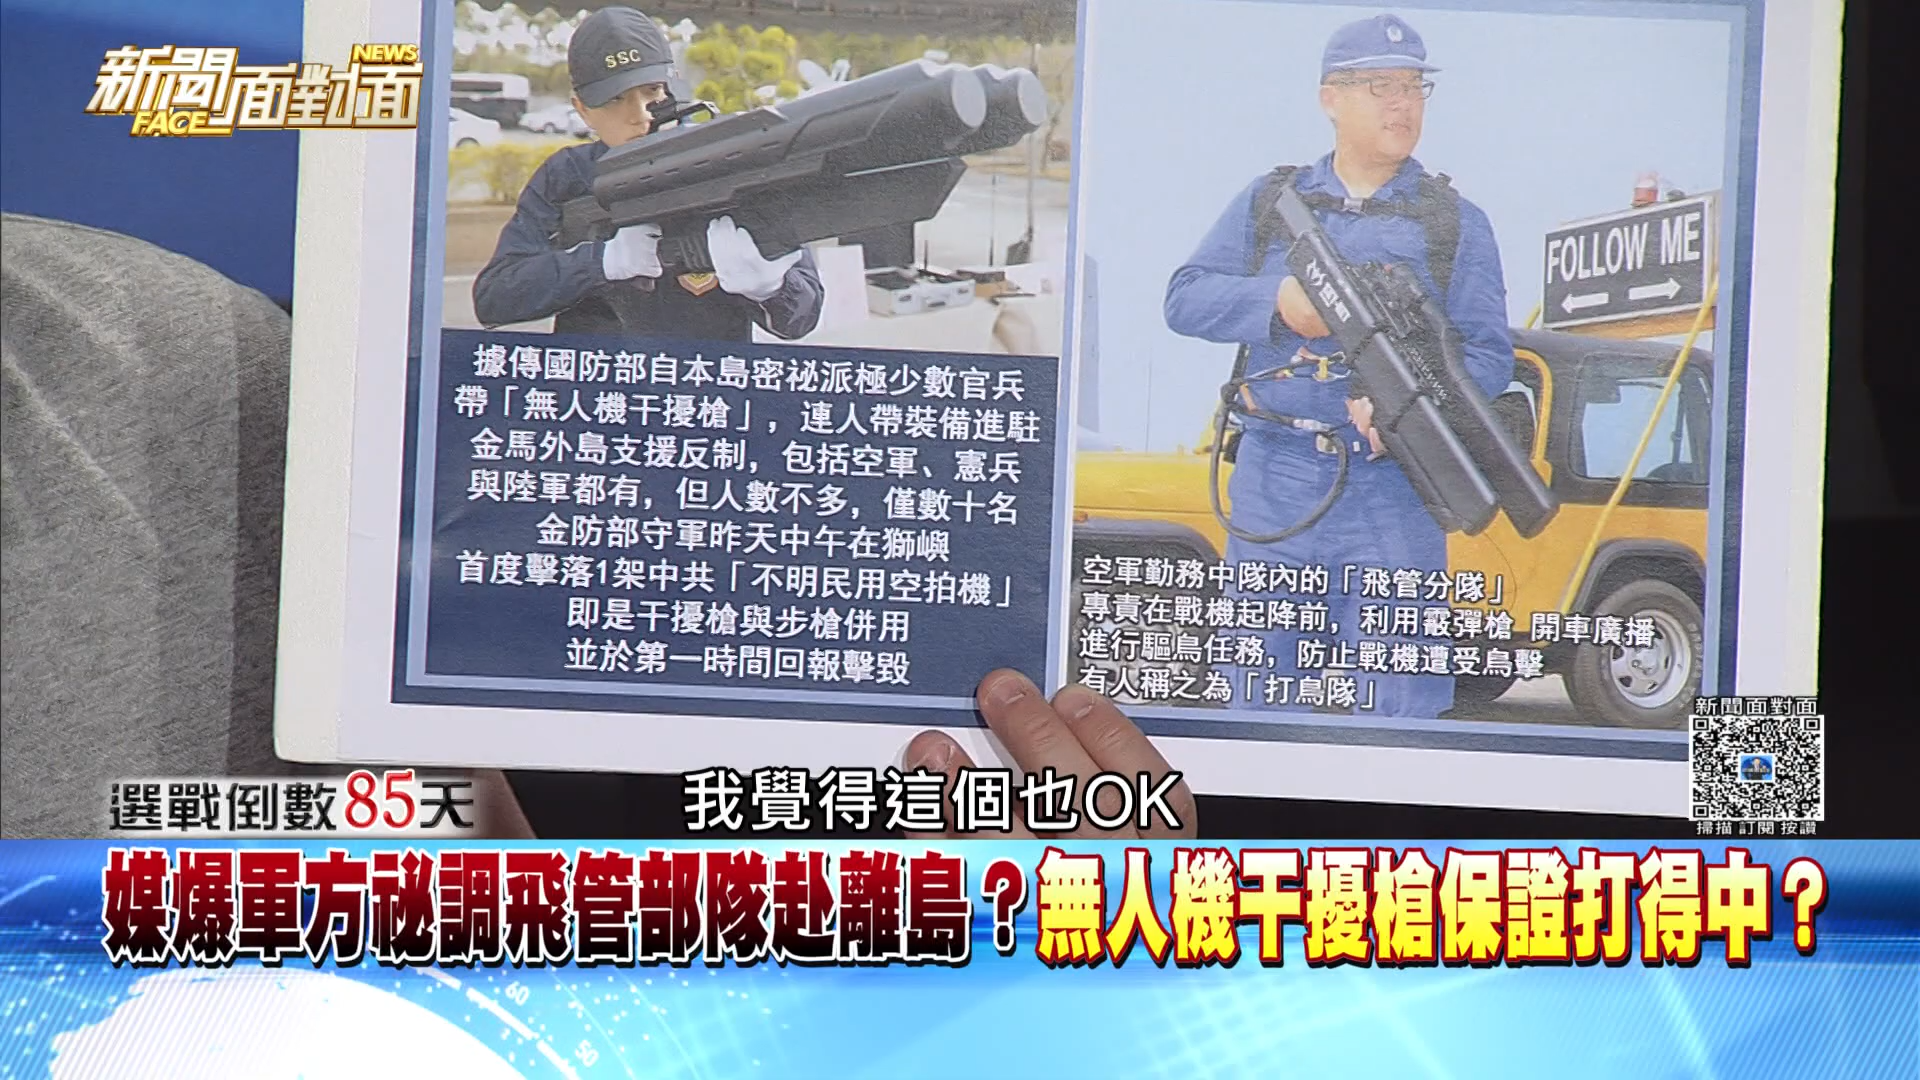 新聞面對面
NEWS
FACE
SSC
FOLLOW ME
據傳國防部自本島密祕派極少數官兵
帶「無人機干擾槍」，連人帶裝備進駐
金馬外島支援反制，包括空軍、憲兵
與陸軍都有，但人數不多，僅數十名
金防部守軍昨天中午在獅嶼
首度擊落1架中共「不明民用空拍機」
即是干擾槍與步槍併用
並於第一時間回報擊毀
空軍勤務中隊內的「飛管分隊」
專責在戰機起降前，利用霰彈槍 開車廣播
進行驅鳥任務，防止戰機遭受鳥擊
有人稱之為「打鳥隊」
新聞面對面
掃描 訂閱 按讚
選戰倒數85天
我覺得這個也OK
媒爆軍方祕調飛管部隊赴離島？無人機干擾槍保證打得中？
60
50